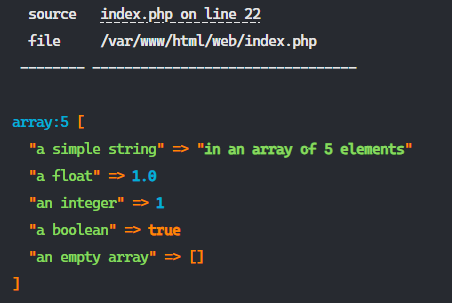 source index.php on line 22
file /var/www/html/web/index.php
-------- ---------------------------------
array:5 [
"a simple string" => "in an array of 5 elements"
"a float" => 1.0
"an integer" => 1
"a boolean" => true
"an empty array" => []
]